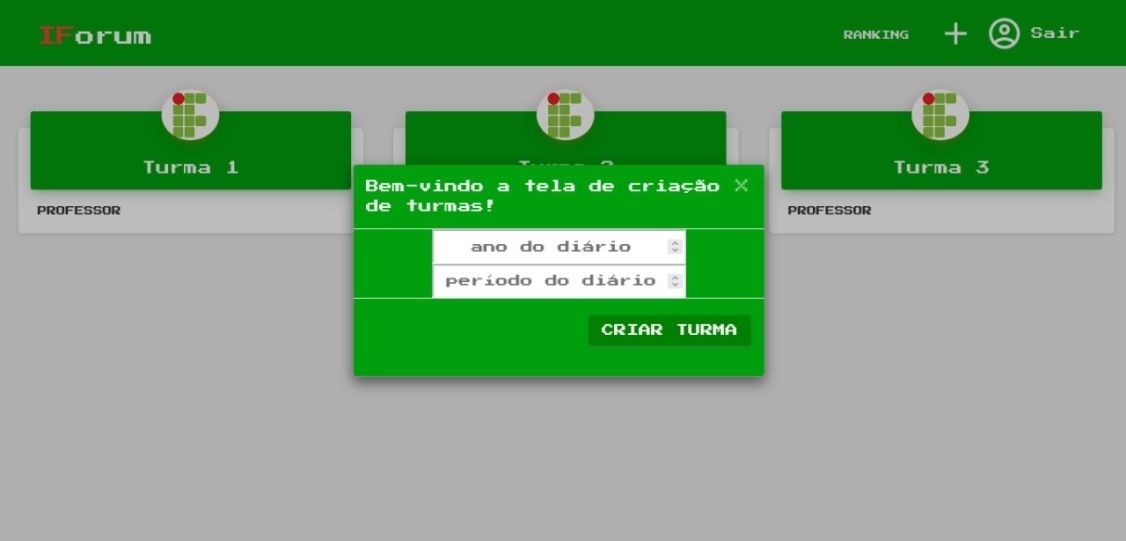 IForum
RANKING
Sair
Turma 1
Turma 3
PROFESSOR
PROFESSOR
Bem-vindo a tela de criação
de turmas!
ano do diário
período do diário
CRIAR TURMA